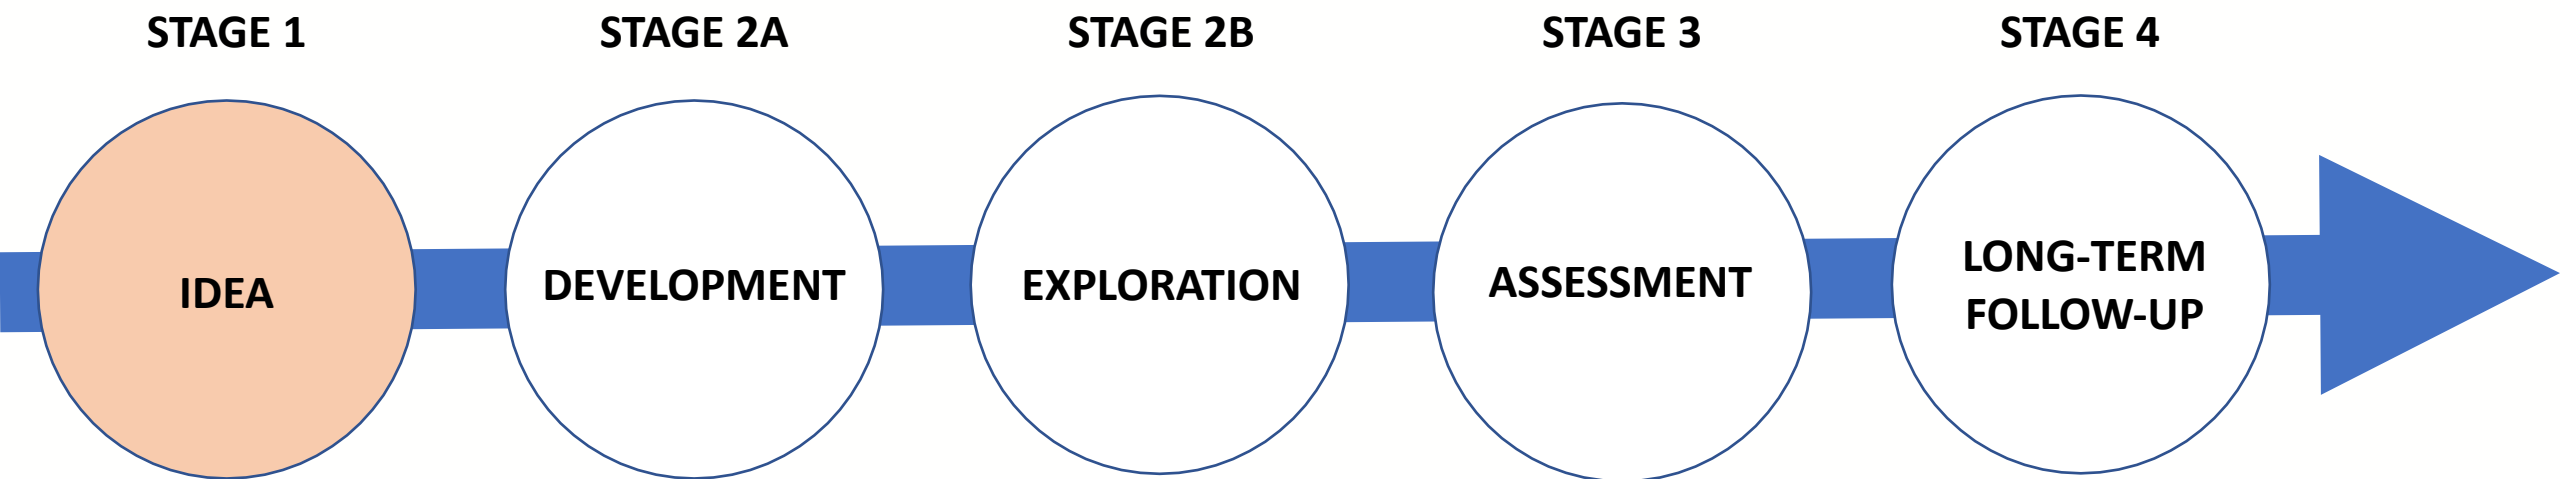 STAGE 1
STAGE 2A
STAGE 2B
STAGE 3
STAGE 4
IDEA
DEVELOPMENT
EXPLORATION
ASSESSMENT
LONG-TERM
FOLLOW-UP